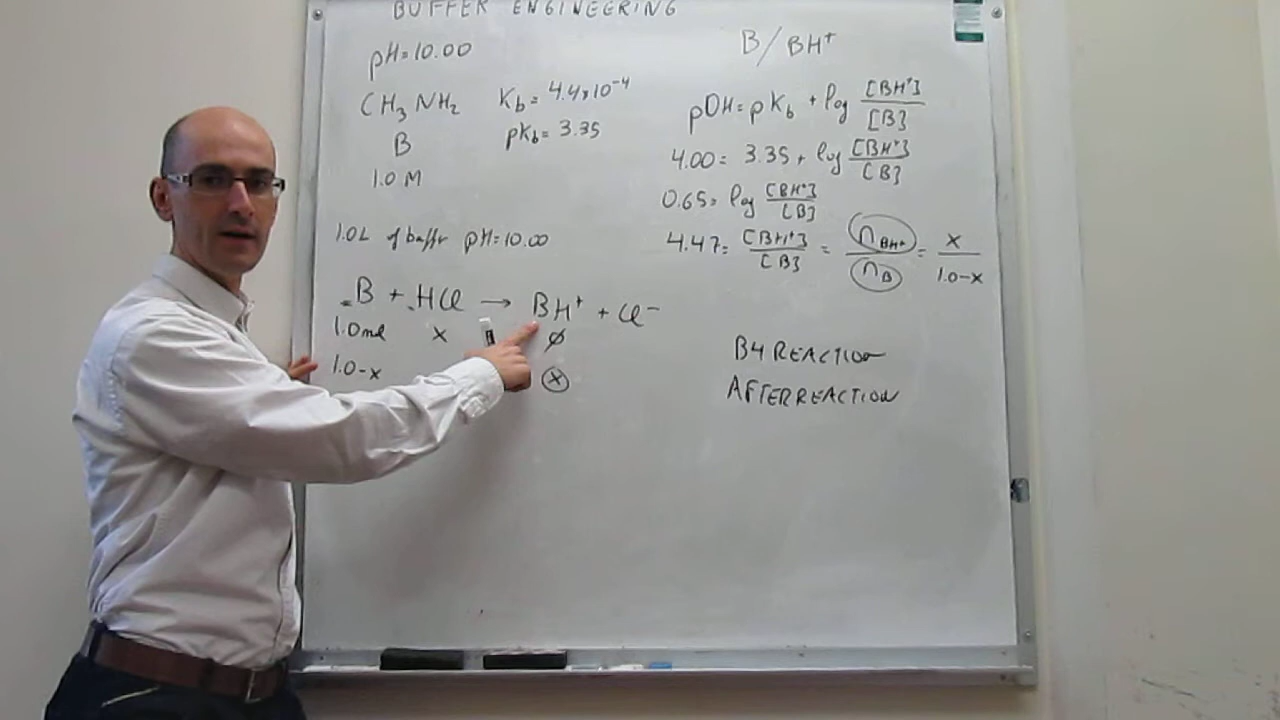 BUFFER ENGINEERING
pH=10.00
CH3NH2 Kb= 4.4x10-4
B pKb= 3.35
1.0 M
1.0L of buffer pH=10.00
B + HCl → BH+ + Cl-
1.0 mol x ∅
1.0-x x
B/BH+
pOH= pKb + log [BH+]/[B]
4.00= 3.35 + log [BH+]/[B]
0.65= log [BH+]/[B]
4.47= [BH+]/[B] = nBH+/nB = x/1.0-x
B4 REACTION
AFTER REACTION